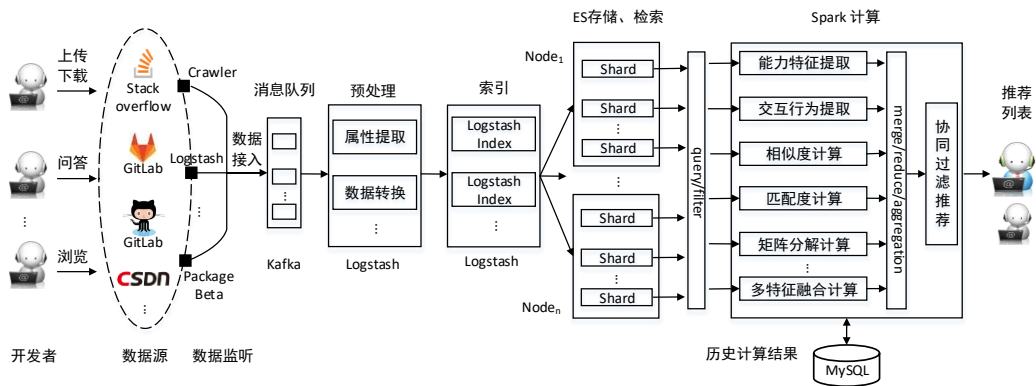 上传
下载
问答
⋮
浏览
开发者
Stack
overflow
GitLab
GitLab
CSDN
⋮
数据源
Crawler
Logstash
⋮
Package
Beta
数据监听
数据
接入
消息队列
⋮
Kafka
预处理
属性提取
数据转换
⋮
Logstash
索引
Logstash
Index
Logstash
Index
⋮
Logstash
ES存储、检索
Node1
Shard
Shard
⋮
Shard
⋮
Shard
Shard
⋮
Shard
Noden
query/filter
Spark 计算
能力特征提取
交互行为提取
相似度计算
匹配度计算
矩阵分解计算
⋮
多特征融合计算
merge/reduce/aggregation
协同过滤推荐
历史计算结果
MySQL
推荐
列表
⋮